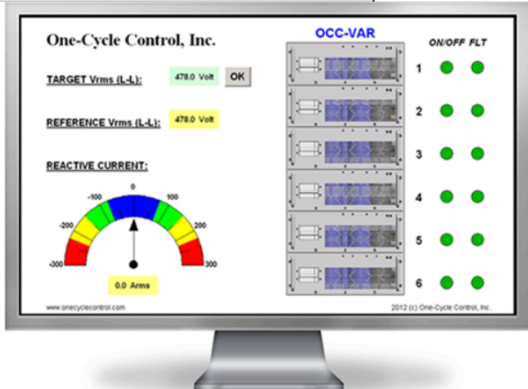 One-Cycle Control, Inc.
TARGET Vrms (L-L): 478.0 Volt OK
REFERENCE Vrms (L-L): 478.0 Volt
REACTIVE CURRENT:
0
-100 100
-200 200
-300 300
0.0 Arms
www.onecyclecontrol.com
OCC-VAR
ON/OFF FLT
1
2
3
4
5
6
2012 (c) One-Cycle Control, Inc.